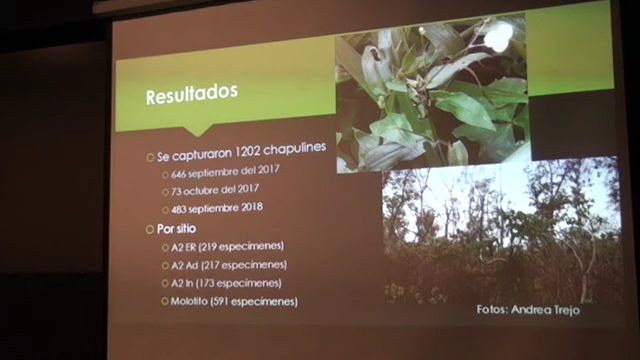 Resultados
Se capturaron 1202 chapulines
646 septiembre del 2017
73 octubre del 2017
483 septiembre 2018
Por sitio
A2 ER (219 especímenes)
A2 Ad (217 especímenes)
A2 In (173 especímenes)
Molotito (591 especímenes)
Fotos: Andrea Trejo